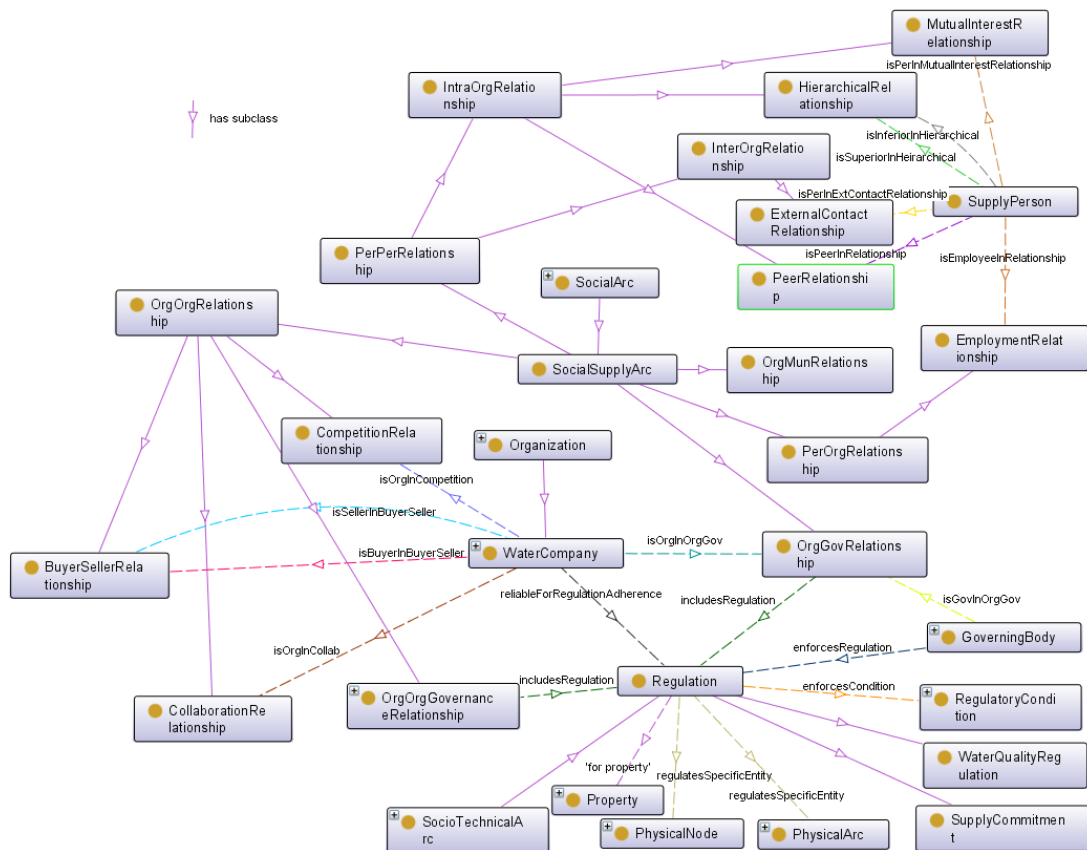 MutualInterestR
elationship
isPerInMutualInterestRelationship
IntraOrgRelatio
nship
HierarchicalRel
ationship
has subclass
isInferiorInHierarchical
InterOrgRelatio
nship
isSuperiorInHeirarchical
isPerInExtContactRelationship
SupplyPerson
ExternalContact
Relationship
PerPerRelations
hip
isPeerInRelationship
isEmployeeInRelationship
PeerRelationshi
p
SocialArc
OrgOrgRelations
hip
EmploymentRelat
ionship
SocialSupplyArc
OrgMunRelations
hip
CompetitionRela
tionship
Organization
PerOrgRelations
hip
isOrgInCompetition
isSellerInBuyerSeller
isOrgInOrgGov
OrgGovRelations
hip
WaterCompany
isBuyerInBuyerSeller
BuyerSellerRela
tionship
reliableForRegulationAdherence
includesRegulation
isGovInOrgGov
GoverningBody
enforcesRegulation
isOrgInCollab
includesRegulation
Regulation
enforcesCondition
OrgOrgGovernanc
eRelationship
RegulatoryCondi
tion
CollaborationRe
lationship
WaterQualityReg
ulation
'for property'
regulatesSpecificEntity
regulatesSpecificEntity
Property
SocioTechnicalA
rc
PhysicalNode
PhysicalArc
SupplyCommitmen
t